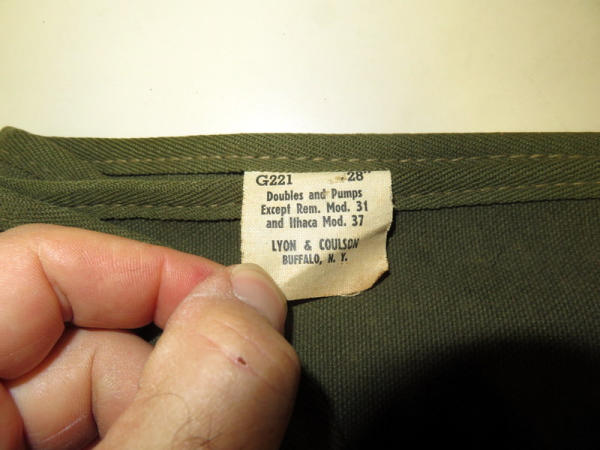 G221 28"
Doubles and Pumps
Except Rem. Mod. 31
and Ithaca Mod. 37
LYON & COULSON
BUFFALO, N. Y.